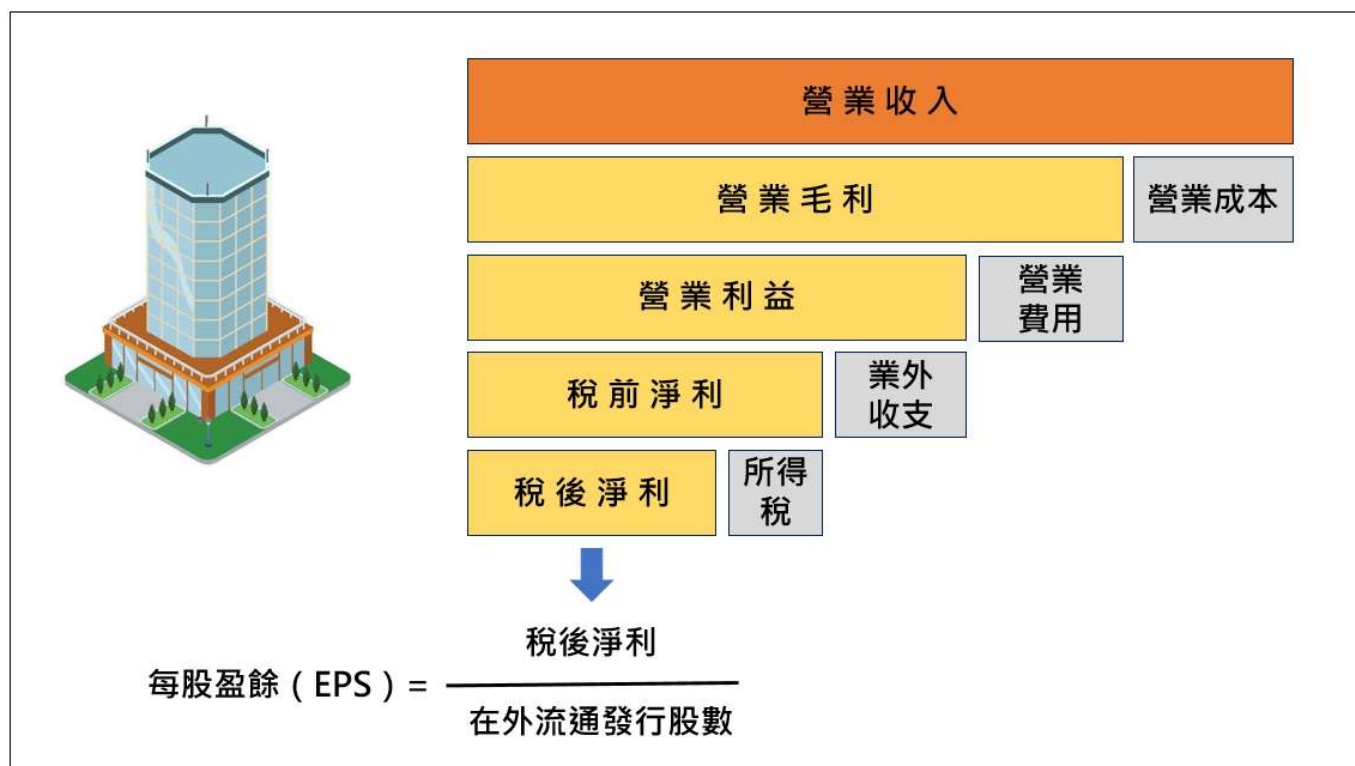 營業收入
營業毛利
營業成本
營業利益
營業
費用
稅前淨利
業外
收支
稅後淨利
所得
稅
稅後淨利
每股盈餘（EPS）=
在外流通發行股數